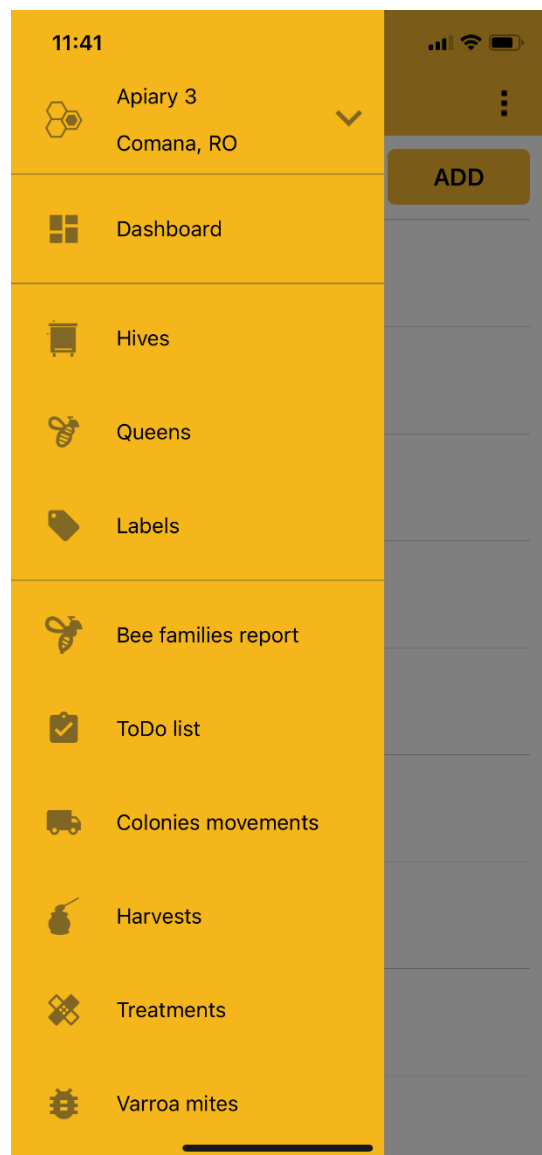 11:41
Apiary 3
Comana, RO
ADD
Dashboard
Hives
Queens
Labels
Bee families report
ToDo list
Colonies movements
Harvests
Treatments
Varroa mites